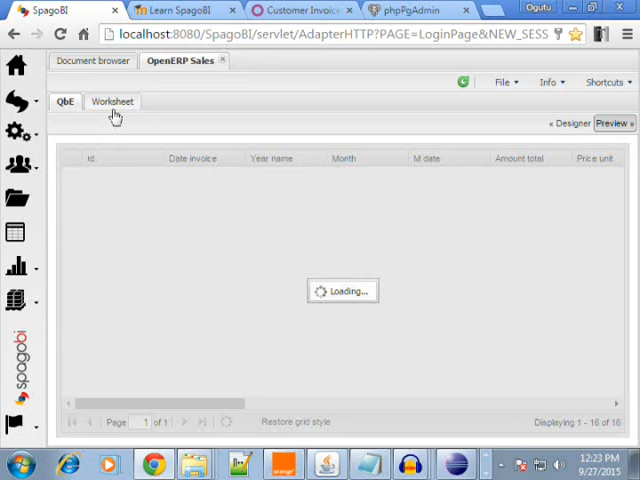 SpagoBI
Learn SpagoBI
Customer Invoice
phpPgAdmin
Ogutu
localhost:8080/SpagoBI/servlet/AdapterHTTP?PAGE=LoginPage&NEW_SESS
Document browser
OpenERP Sales
File
Info
Shortcuts
QbE
Worksheet
« Designer
Preview »
Id
Date invoice
Year name
Month
M date
Amount total
Price unit
Loading...
spagobi
Page 1 of 1
Restore grid style
Displaying 1 - 16 of 16
orange
12:23 PM
9/27/2015